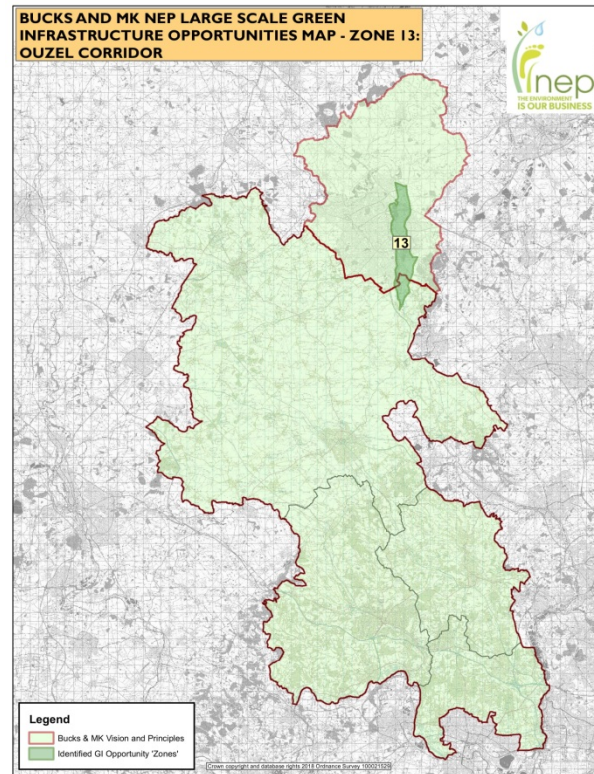 BUCKS AND MK NEP LARGE SCALE GREEN
INFRASTRUCTURE OPPORTUNITIES MAP - ZONE 13:
OUZEL CORRIDOR
nep
THE ENVIRONMENT
IS OUR BUSINESS
13
Legend
Bucks & MK Vision and Principles
Identified GI Opportunity 'Zones'
Crown copyright and database rights 2018 Ordnance Survey 100021529